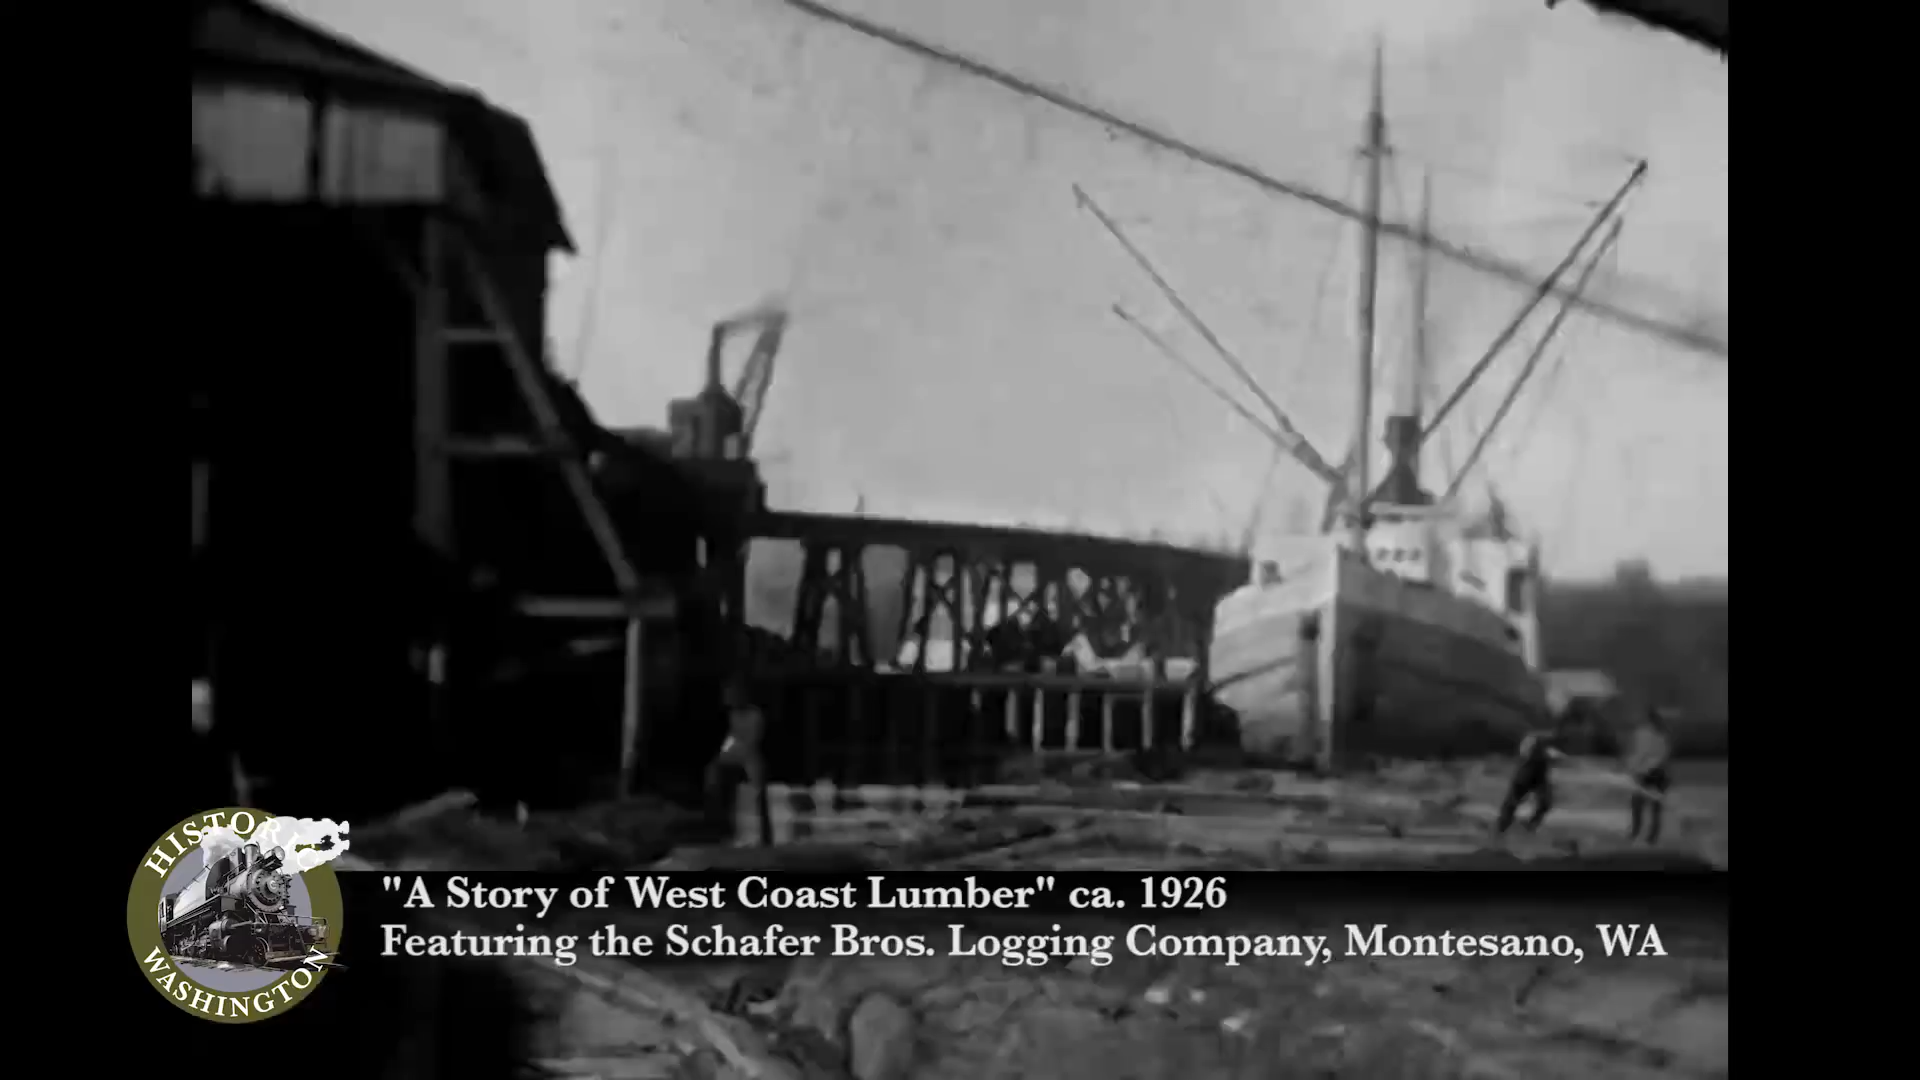 "A Story of West Coast Lumber" ca. 1926
Featuring the Schafer Bros. Logging Company, Montesano, WA
HISTORIC
WASHINGTON